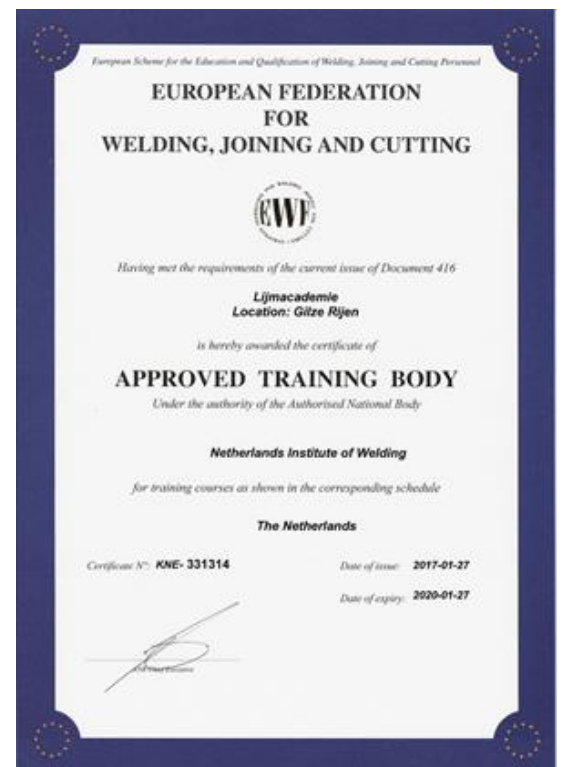 European Scheme for the Education and Qualification of Welding, Joining and Cutting Personnel
EUROPEAN FEDERATION
FOR
WELDING, JOINING AND CUTTING
EWF
Having met the requirements of the current issue of Document 416
Lijmacademie
Location: Gilze Rijen
is hereby awarded the certificate of
APPROVED TRAINING BODY
Under the authority of the Authorised National Body
Netherlands Institute of Welding
for training courses as shown in the corresponding schedule
The Netherlands
Certificate Nº: KNE- 331314
Date of issue: 2017-01-27
Date of expiry: 2020-01-27
Executive